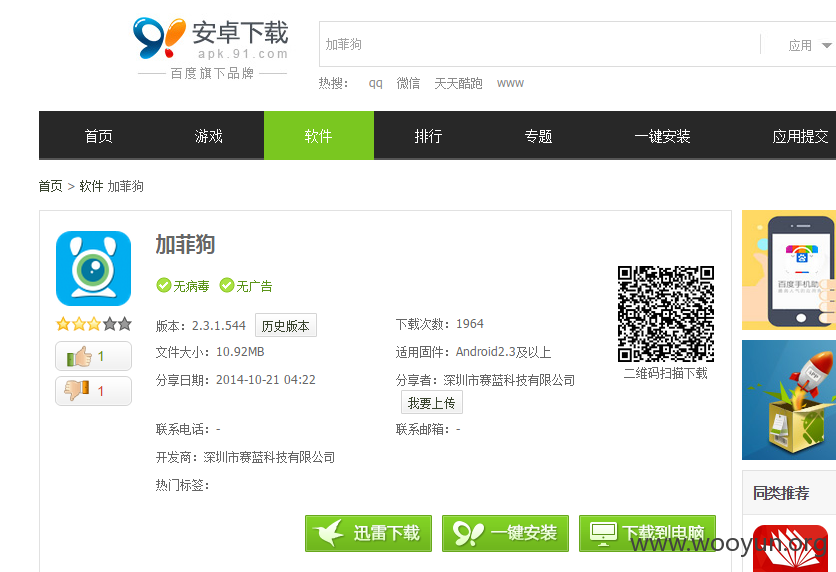 安卓下载
apk.91.com
百度旗下品牌
加菲狗 应用
热搜： qq 微信 天天酷跑 www
首页 游戏 软件 排行 专题 一键安装 应用提交
首页 > 软件 加菲狗
加菲狗
无病毒 无广告
版本：2.3.1.544 历史版本 下载次数：1964
文件大小：10.92MB 适用固件：Android2.3及以上
分享日期：2014-10-21 04:22 分享者：深圳市赛蓝科技有限公司
我要上传
1
1
联系电话：- 联系邮箱：-
开发商：深圳市赛蓝科技有限公司
热门标签：
二维码扫描下载
迅雷下载 一键安装 下载到电脑
百度手机助
同类推荐
www.wooyun.org